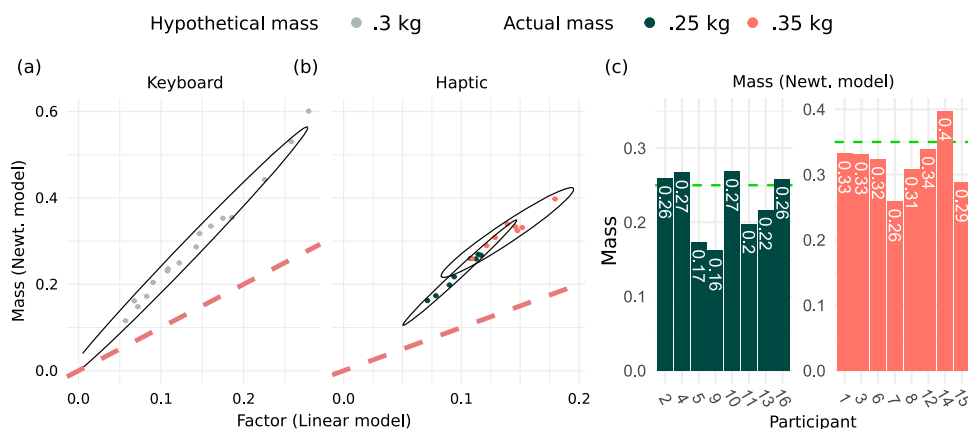 Hypothetical mass .3 kg Actual mass .25 kg .35 kg
(a) Keyboard
(b) Haptic
(c) Mass (Newt. model)
Mass (Newt. model)
0.6
0.4
0.2
0.0
0.0 0.1 0.2
0.0 0.1 0.2
Factor (Linear model)
Mass
0.3
0.2
0.1
0.0
0.26
0.27
0.17
0.16
0.27
0.2
0.22
0.26
2 4 5 9 10 11 13 16
0.4
0.3
0.2
0.1
0.0
0.33
0.33
0.32
0.26
0.31
0.34
0.4
0.29
1 3 6 7 8 12 14 15
Participant